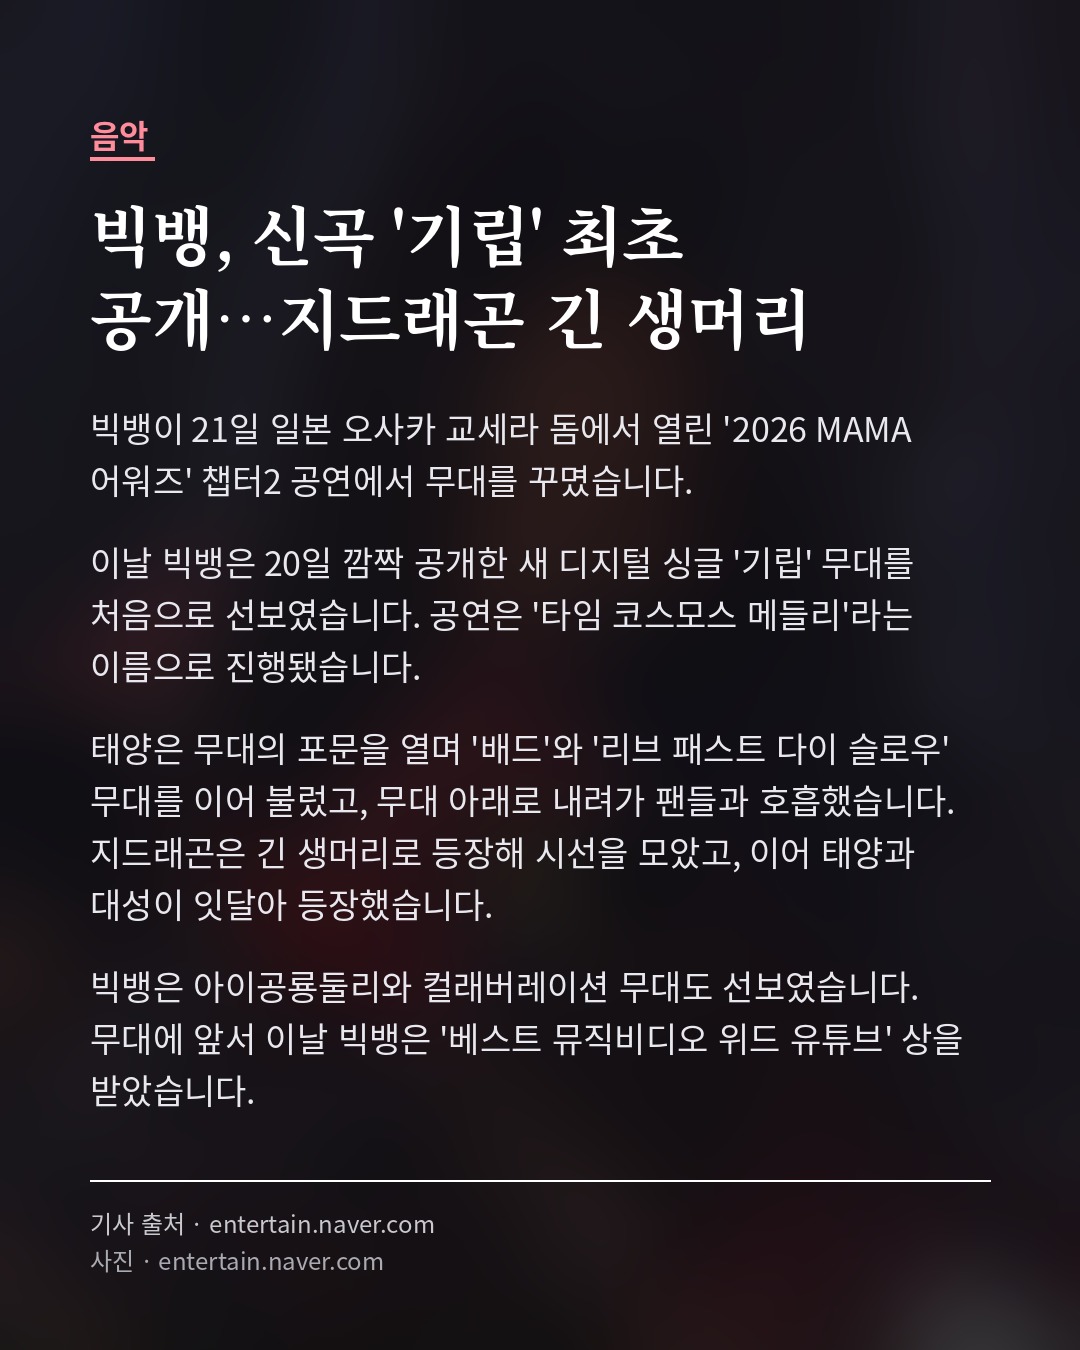 음악
빅뱅, 신곡 '기립' 최초
공개…지드래곤 긴 생머리
빅뱅이 21일 일본 오사카 교세라 돔에서 열린 '2026 MAMA
어워즈' 챕터2 공연에서 무대를 꾸몄습니다.
이날 빅뱅은 20일 깜짝 공개한 새 디지털 싱글 '기립' 무대를
처음으로 선보였습니다. 공연은 '타임 코스모스 메들리'라는
이름으로 진행됐습니다.
태양은 무대의 포문을 열며 '배드'와 '리브 패스트 다이 슬로우'
무대를 이어 불렀고, 무대 아래로 내려가 팬들과 호흡했습니다.
지드래곤은 긴 생머리로 등장해 시선을 모았고, 이어 태양과
대성이 잇달아 등장했습니다.
빅뱅은 아이공룡둘리와 컬래버레이션 무대도 선보였습니다.
무대에 앞서 이날 빅뱅은 '베스트 뮤직비디오 위드 유튜브' 상을
받았습니다.
기사 출처 · entertain.naver.com
사진 · entertain.naver.com